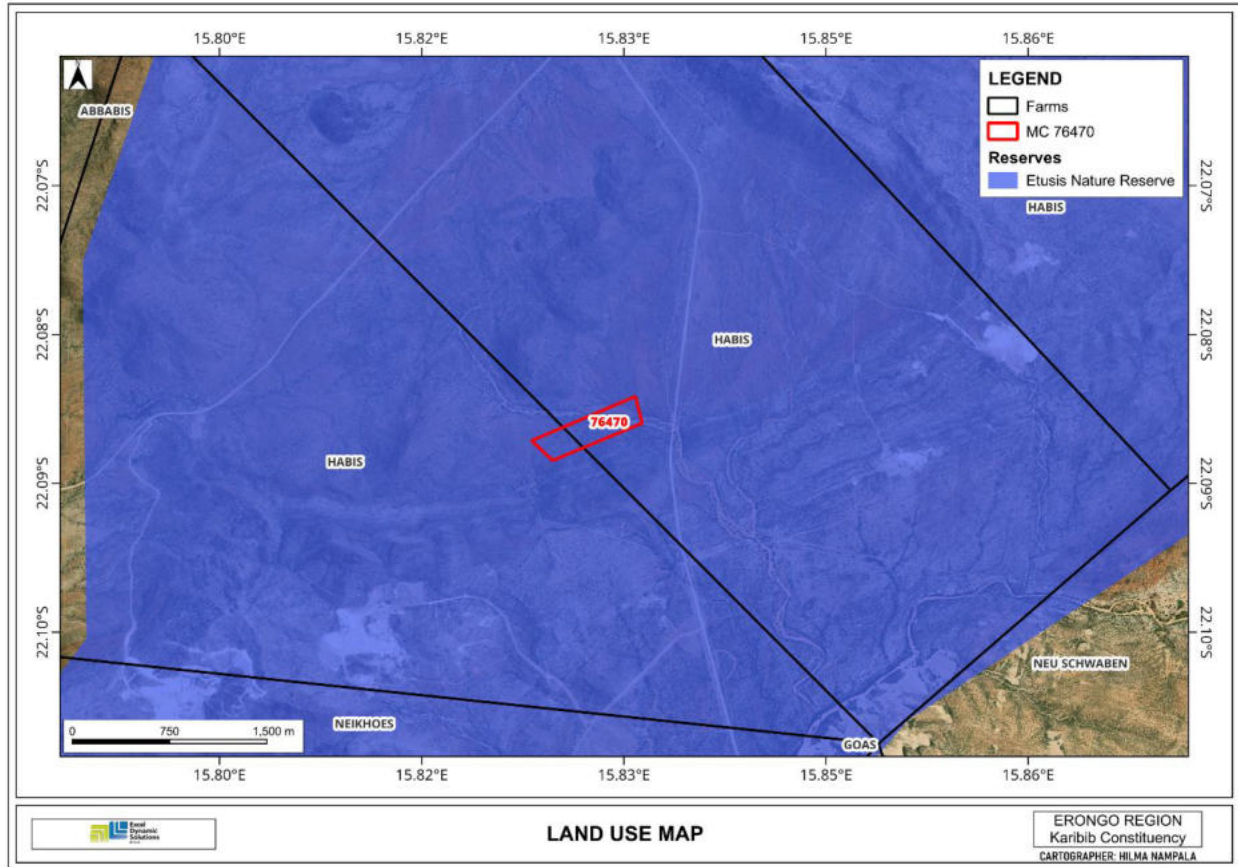 15.80°E 15.82°E 15.83°E 15.85°E 15.86°E
LEGEND
Farms
MC 76470
Reserves
Etusis Nature Reserve
ABBABIS
22.07°S
22.07°S
HABIS
22.08°S
HABIS
22.08°S
76470
HABIS
22.09°S
22.09°S
22.10°S
22.10°S
NEU SCHWABEN
NEIKHOES
GOAS
0 750 1,500 m
15.80°E 15.82°E 15.83°E 15.85°E 15.86°E
Excel
Dynamic
Solutions
LAND USE MAP
ERONGO REGION
Karibib Constituency
CARTOGRAPHER: HILMA NAMPALA